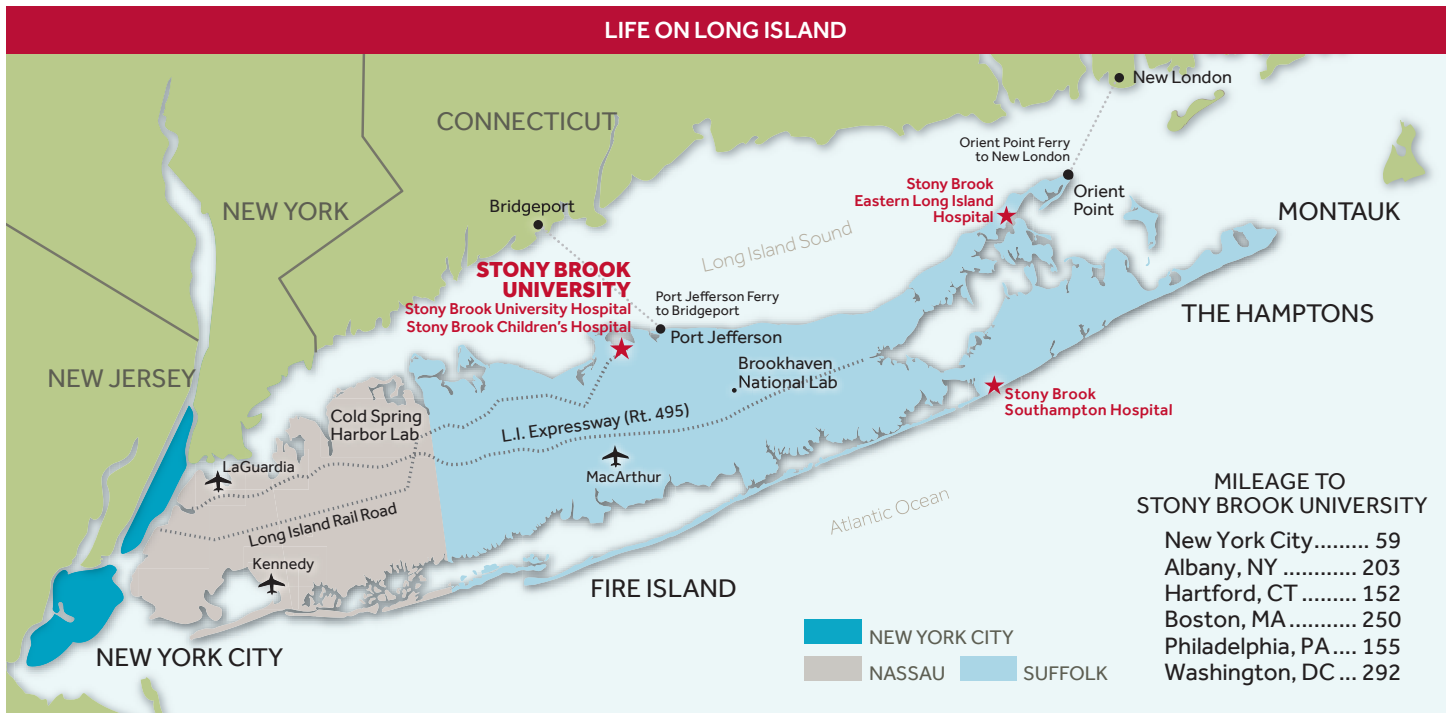 LIFE ON LONG ISLAND
New London
CONNECTICUT
Orient Point Ferry
to New London
Stony Brook
Eastern Long Island
Hospital
Orient
Point
MONTAUK
NEW YORK
Bridgeport
Long Island Sound
STONY BROOK
UNIVERSITY
Stony Brook University Hospital
Stony Brook Children's Hospital
Port Jefferson Ferry
to Bridgeport
Port Jefferson
THE HAMPTONS
NEW JERSEY
Brookhaven
National Lab
Stony Brook
Southampton Hospital
Cold Spring
Harbor Lab
L.I. Expressway (Rt. 495)
LaGuardia
MacArthur
Long Island Rail Road
Atlantic Ocean
Kennedy
FIRE ISLAND
NEW YORK CITY
NEW YORK CITY
NASSAU
SUFFOLK
MILEAGE TO
STONY BROOK UNIVERSITY
New York City......... 59
Albany, NY ............ 203
Hartford, CT ......... 152
Boston, MA........... 250
Philadelphia, PA.... 155
Washington, DC ... 292